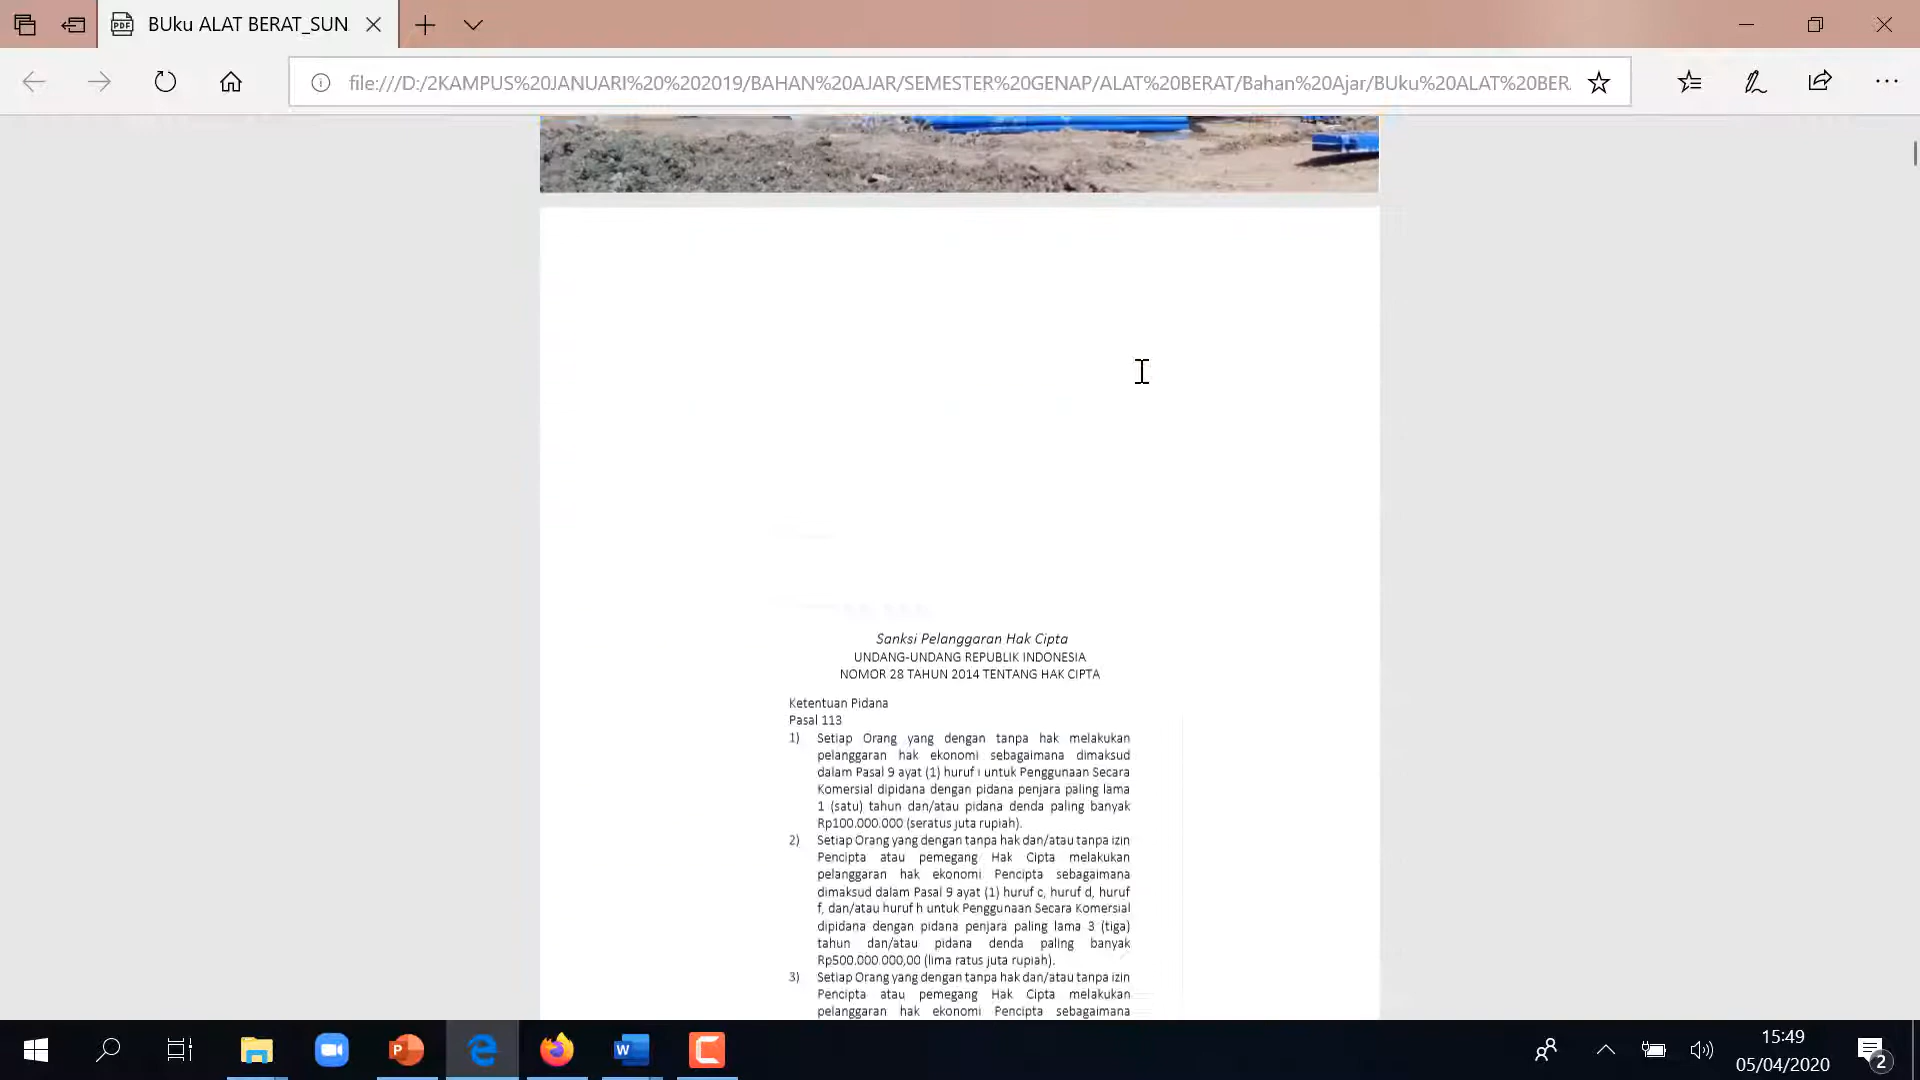 BUku ALAT BERAT_SUN
file:///D:/2KAMPUS%20JANUARI%20%202019/BAHAN%20AJAR/SEMESTER%20GENAP/ALAT%20BERAT/Bahan%20Ajar/BUku%20ALAT%20BER
Sanksi Pelanggaran Hak Cipta
UNDANG-UNDANG REPUBLIK INDONESIA
NOMOR 28 TAHUN 2014 TENTANG HAK CIPTA
Ketentuan Pidana
Pasal 113
1) Setiap Orang yang dengan tanpa hak melakukan
pelanggaran hak ekonomi sebagaimana dimaksud
dalam Pasal 9 ayat (1) huruf i untuk Penggunaan Secara
Komersial dipidana dengan pidana penjara paling lama
1 (satu) tahun dan/atau pidana denda paling banyak
Rp100.000.000 (seratus juta rupiah).
2) Setiap Orang yang dengan tanpa hak dan/atau tanpa izin
Pencipta atau pemegang Hak Cipta melakukan
pelanggaran hak ekonomi Pencipta sebagaimana
dimaksud dalam Pasal 9 ayat (1) huruf c, huruf d, huruf
f, dan/atau huruf h untuk Penggunaan Secara Komersial
dipidana dengan pidana penjara paling lama 3 (tiga)
tahun dan/atau pidana denda paling banyak
Rp500.000.000,00 (lima ratus juta rupiah).
3) Setiap Orang yang dengan tanpa hak dan/atau tanpa izin
Pencipta atau pemegang Hak Cipta melakukan
pelanggaran hak ekonomi Pencipta sebagaimana
15:49
05/04/2020
2